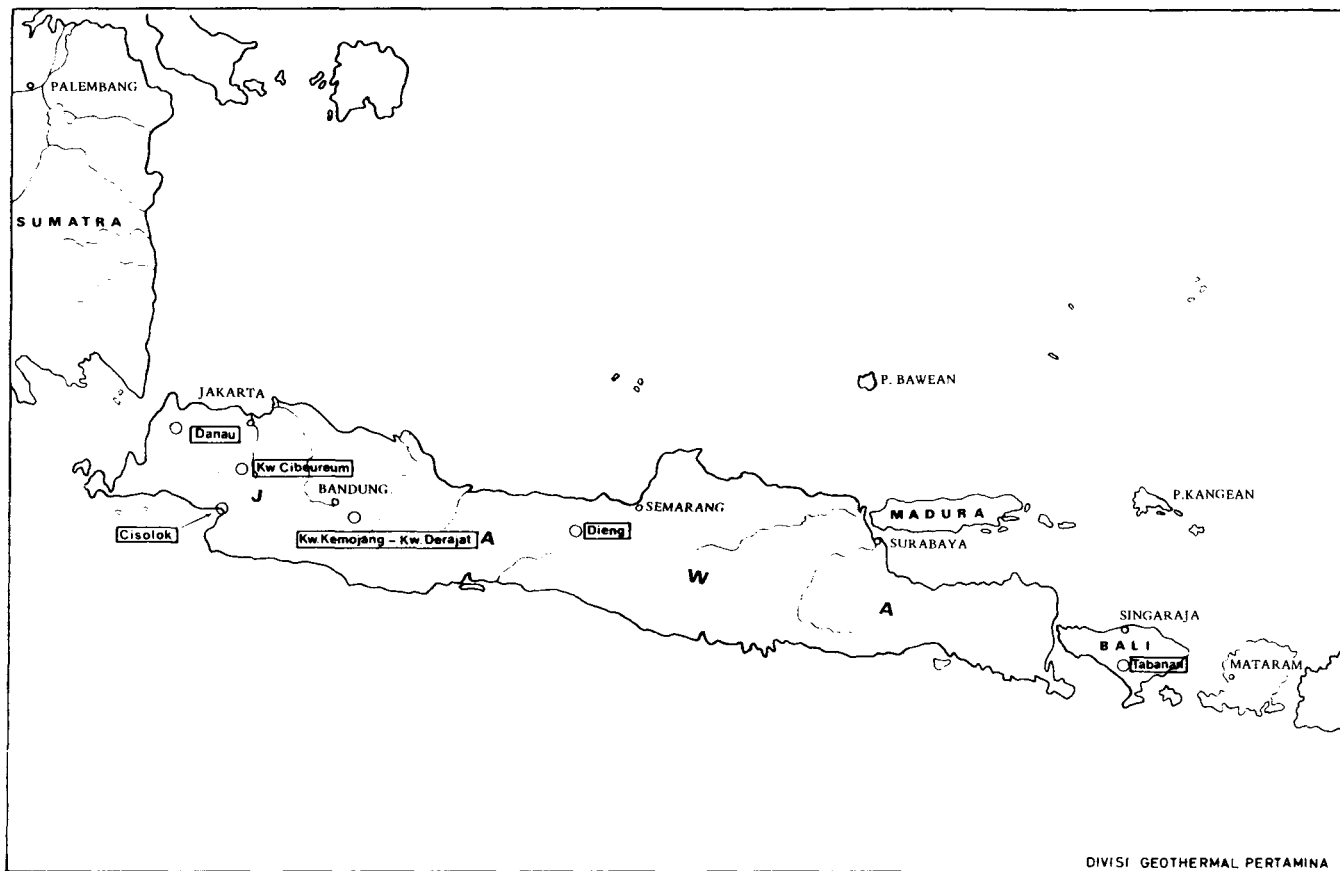 PALEMBANG
SUMATRA
P. BAWEAN
JAKARTA
Danau
Kw Cibeureum
J
BANDUNG
Cisolok
Kw. Kemojang - Kw. Derajat
A
Dieng
SEMARANG
W
MADURA
SURABAYA
A
P. KANGEAN
SINGARAJA
BALI
Tabanan
MATARAM
DIVISI GEOTHERMAL PERTAMINA